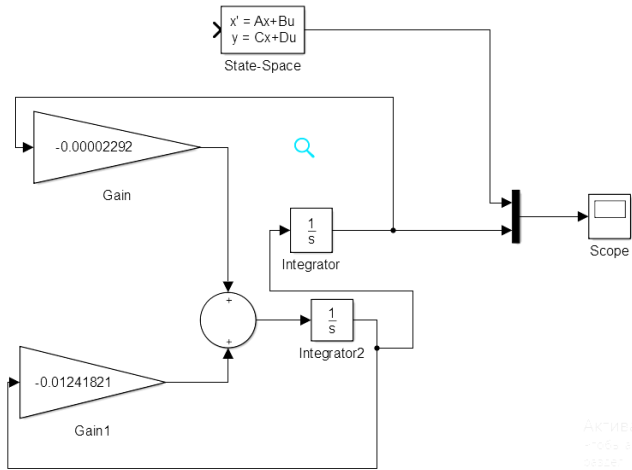 x' = Ax+Bu
y = Cx+Du
State-Space
-0.00002292
Gain
1
s
Integrator
Scope
+
+
1
s
Integrator2
-0.01241821
Gain1